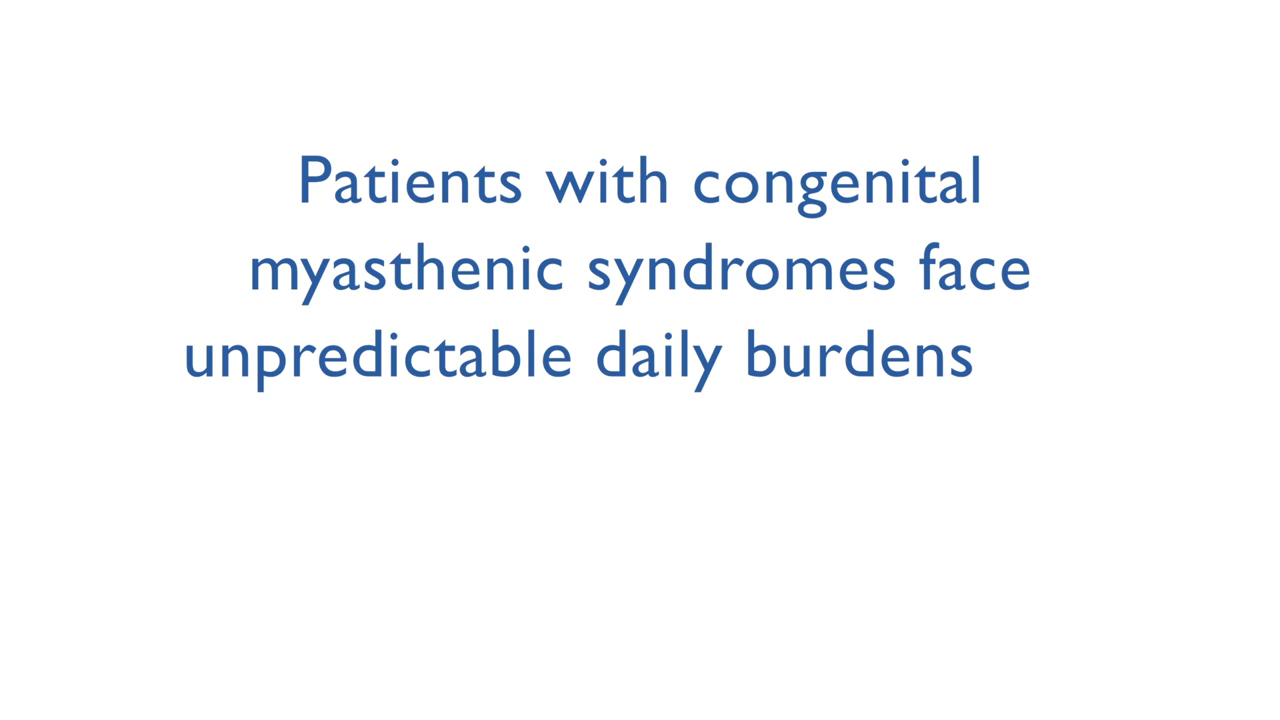 Patients with congenital
myasthenic syndromes face
unpredictable daily burdens